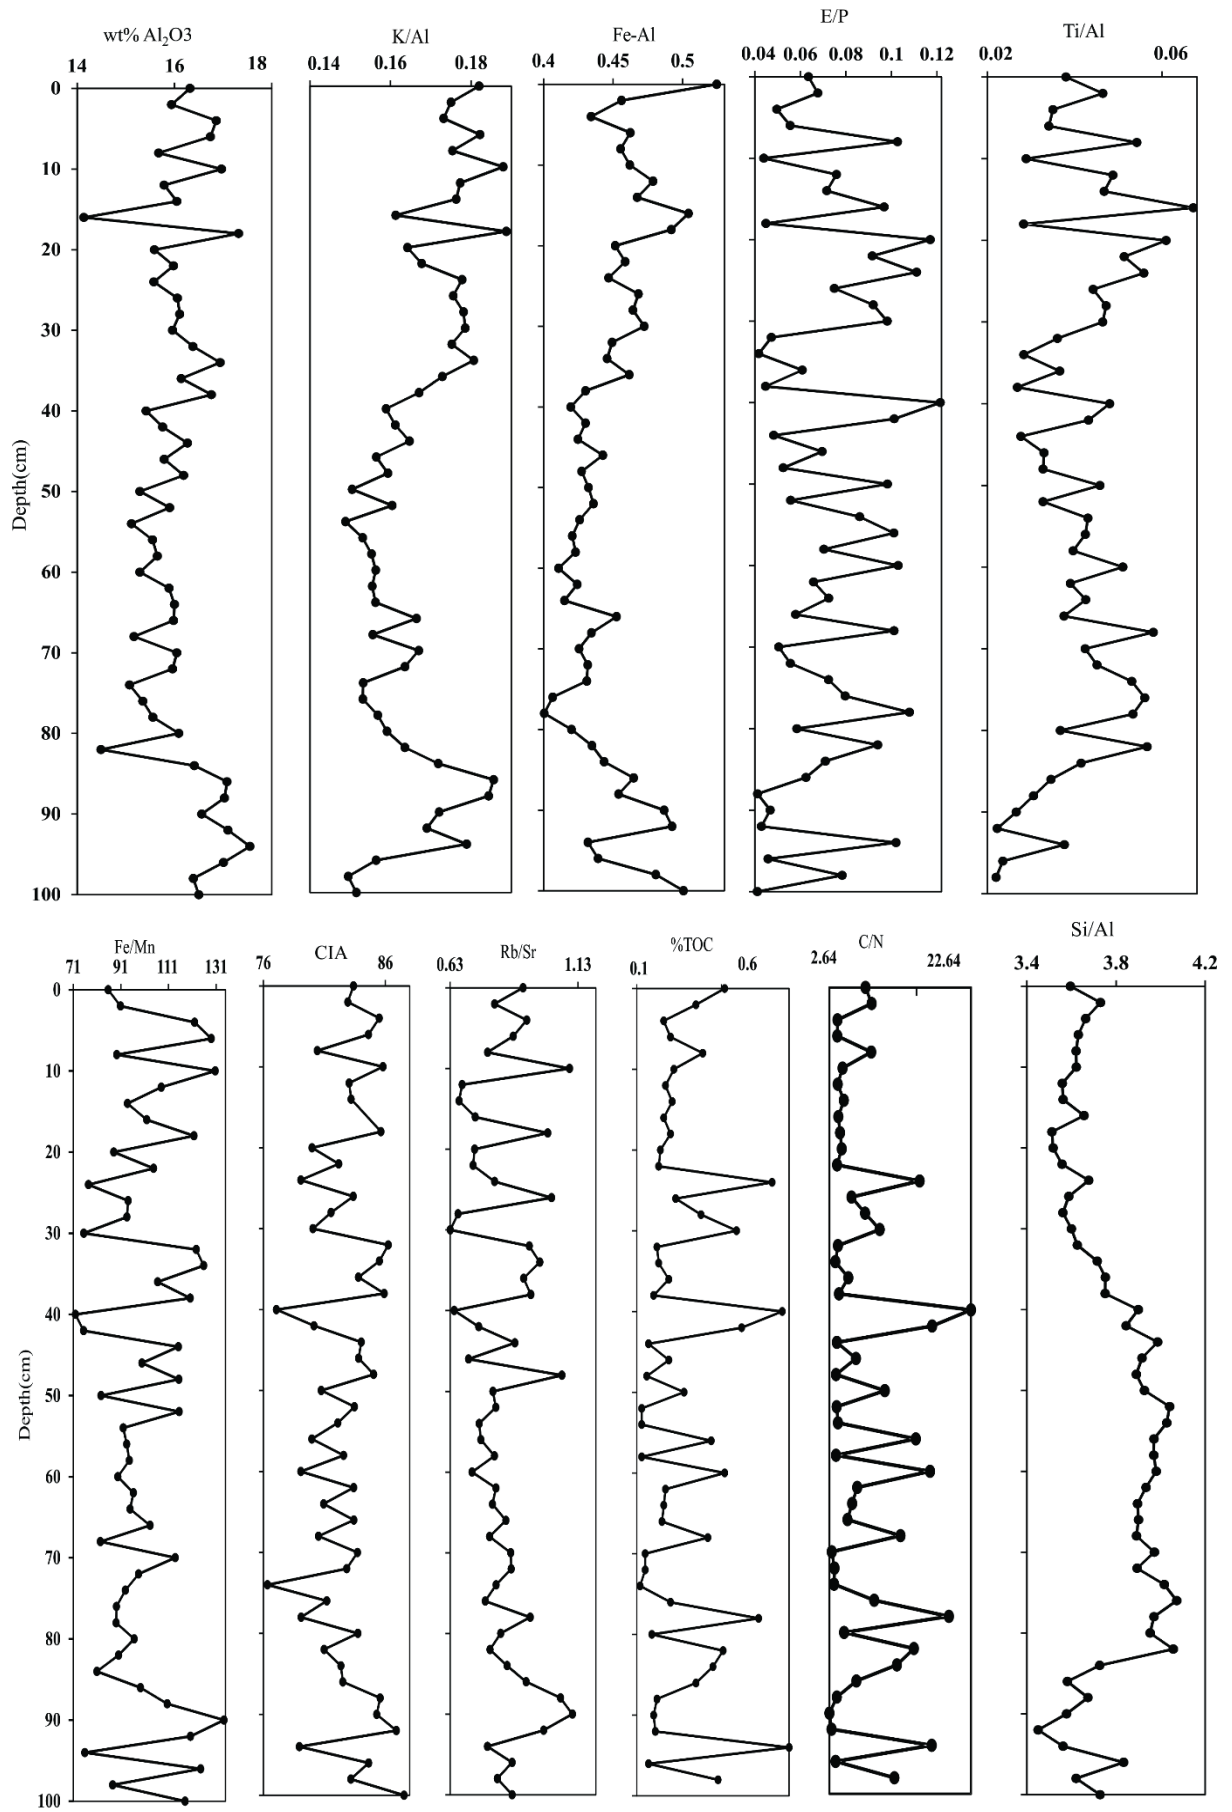 wt% Al2O3
K/Al
Fe-Al
E/P
Ti/Al
14 16 18
0.14 0.16 0.18
0.4 0.45 0.5
0.04 0.06 0.08 0.1 0.12
0.02 0.06
0
10
20
30
40
50
60
70
80
90
100
Depth(cm)
Fe/Mn
CIA
Rb/Sr
%TOC
C/N
Si/Al
71 91 111 131
76 86
0.63 1.13
0.1 0.6
2.64 22.64
3.4 3.8 4.2
0
10
20
30
40
50
60
70
80
90
100
Depth(cm)